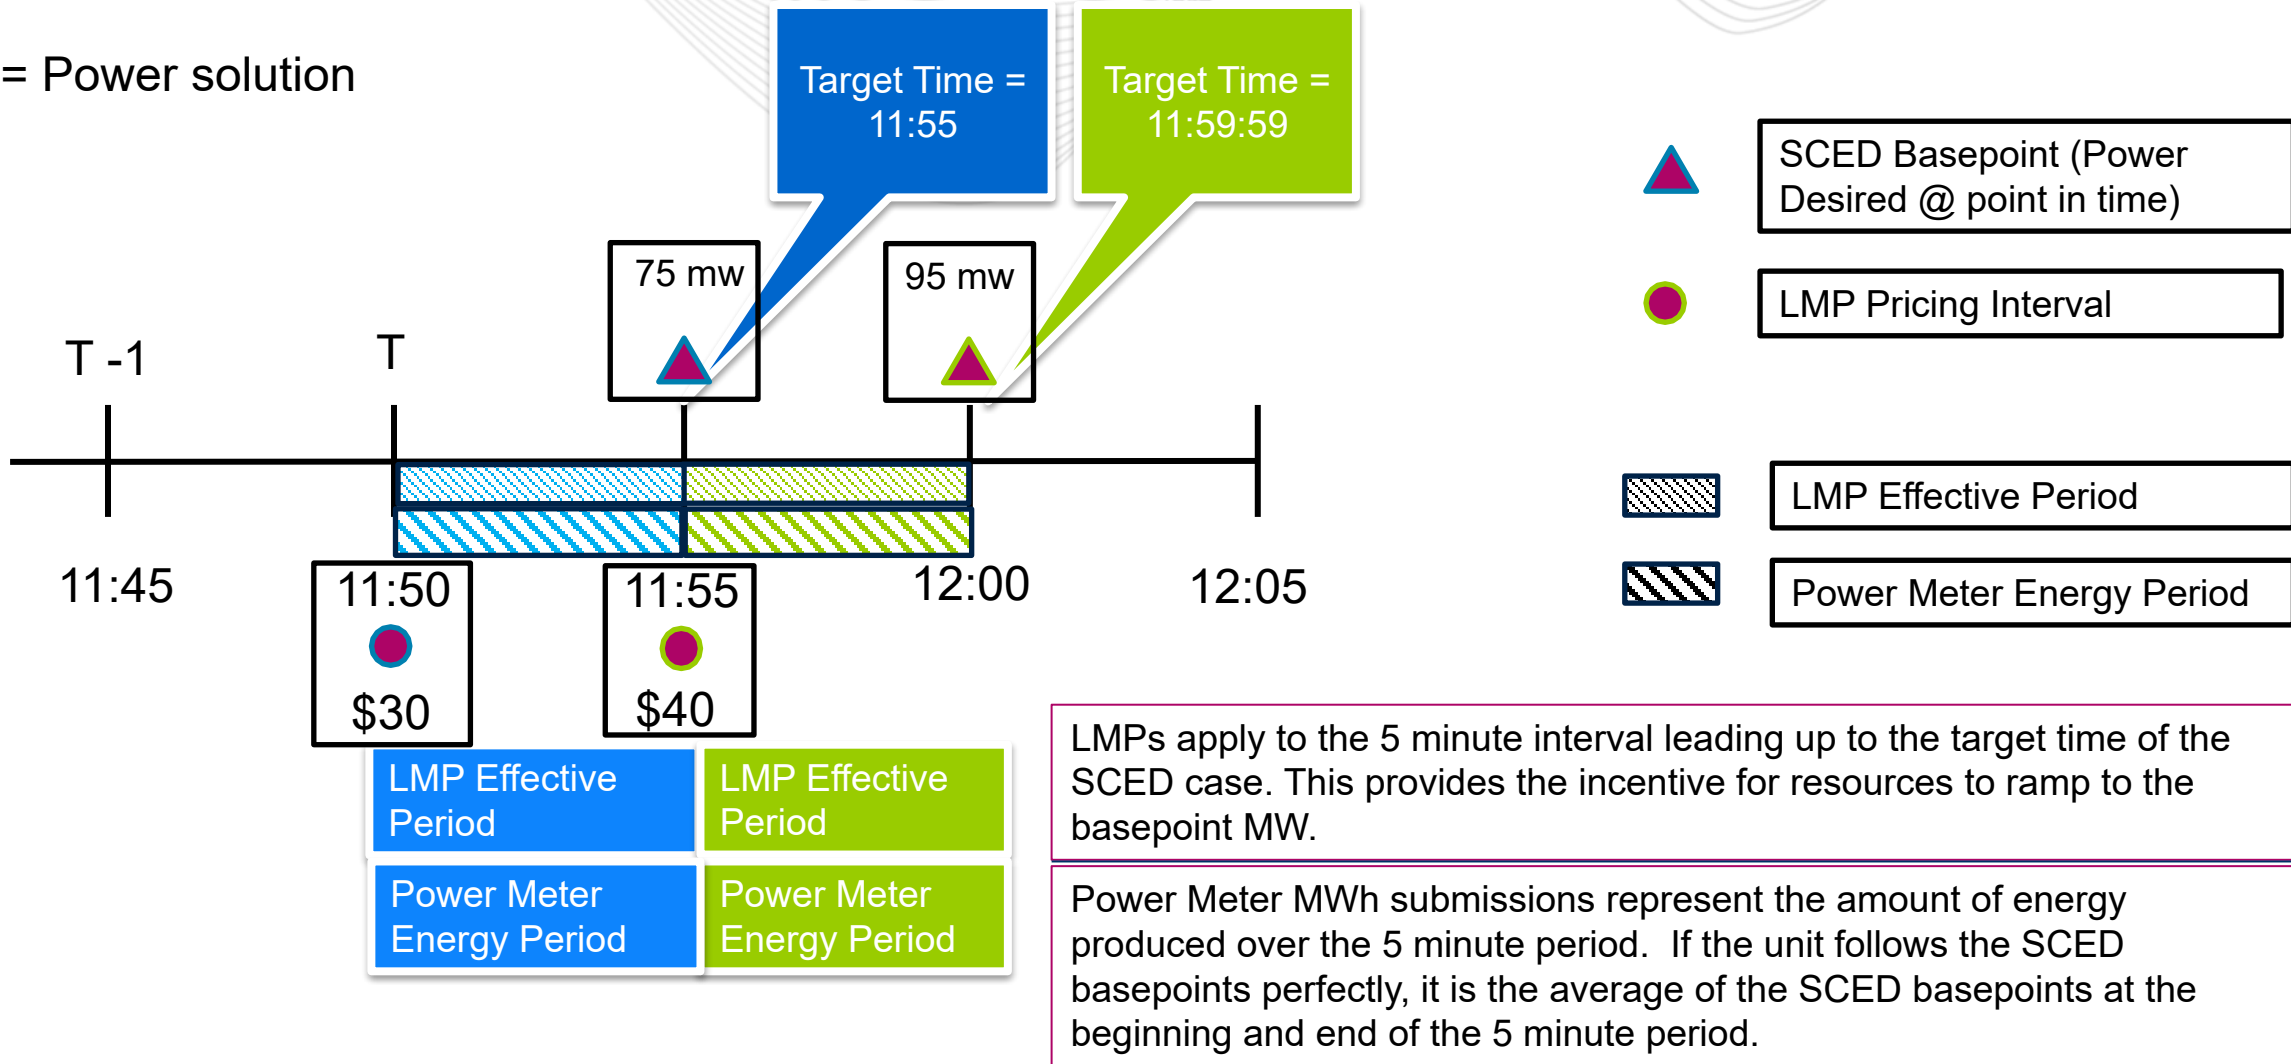 = Power solution
Target Time =
11:55
Target Time =
11:59:59
SCED Basepoint (Power
Desired @ point in time)
LMP Pricing Interval
75 mw
95 mw
T -1
T
LMP Effective Period
Power Meter Energy Period
11:45
11:50
11:55
12:00
12:05
$30
$40
LMP Effective
Period
LMP Effective
Period
Power Meter
Energy Period
Power Meter
Energy Period
LMPs apply to the 5 minute interval leading up to the target time of the
SCED case. This provides the incentive for resources to ramp to the
basepoint MW.
Power Meter MWh submissions represent the amount of energy
produced over the 5 minute period.  If the unit follows the SCED
basepoints perfectly, it is the average of the SCED basepoints at the
beginning and end of the 5 minute period.